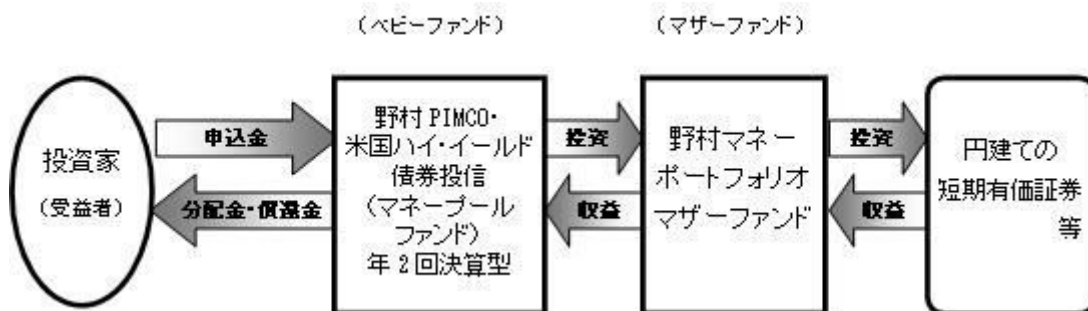 （ベビーファンド）
（マザーファンド）
投資家
（受益者）
申込金
分配金・償還金
野村 PIMCO・
米国ハイ・イールド
債券投信
（マネープール
ファンド）
年２回決算型
投資
収益
野村マネー
ポートフォリオ
マザーファンド
投資
収益
円建ての
短期有価証券
等